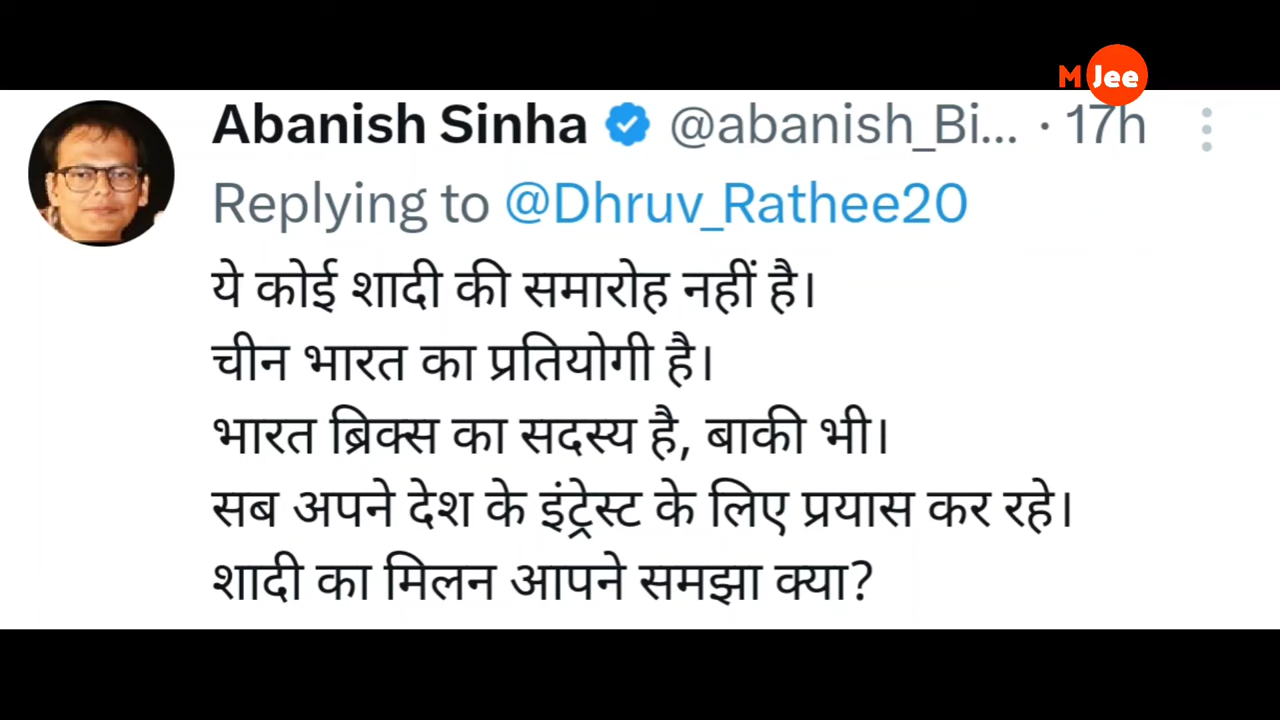 M Jee
Abanish Sinha @abanish_Bi... · 17h
Replying to @Dhruv_Rathee20
ये कोई शादी की समारोह नहीं है।
चीन भारत का प्रतियोगी है।
भारत ब्रिक्स का सदस्य है, बाकी भी।
सब अपने देश के इंट्रेस्ट के लिए प्रयास कर रहे।
शादी का मिलन आपने समझा क्या?